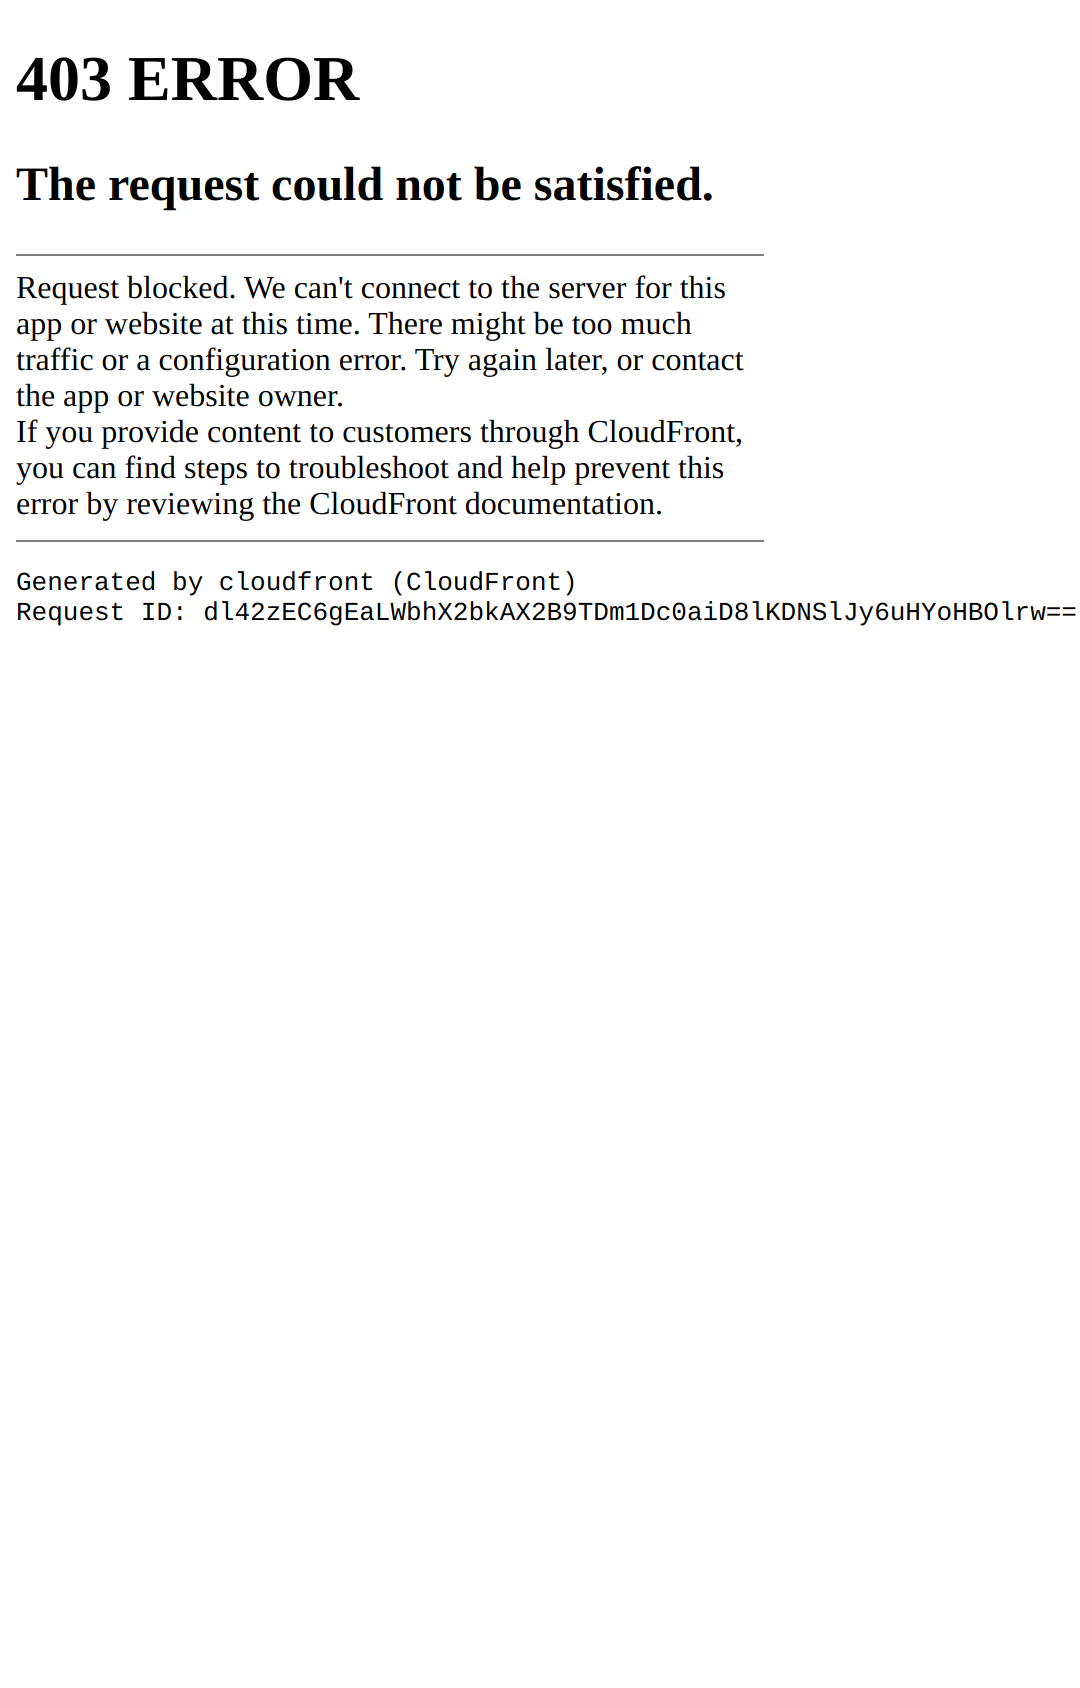 403 ERROR
The request could not be satisfied.
Request blocked. We can't connect to the server for this
app or website at this time. There might be too much
traffic or a configuration error. Try again later, or contact
the app or website owner.
If you provide content to customers through CloudFront,
you can find steps to troubleshoot and help prevent this
error by reviewing the CloudFront documentation.
Generated by cloudfront (CloudFront)
Request ID: dl42zEC6gEaLWbhX2bkAX2B9TDm1Dc0aiD8lKDNSlJy6uHYoHBOlrw==